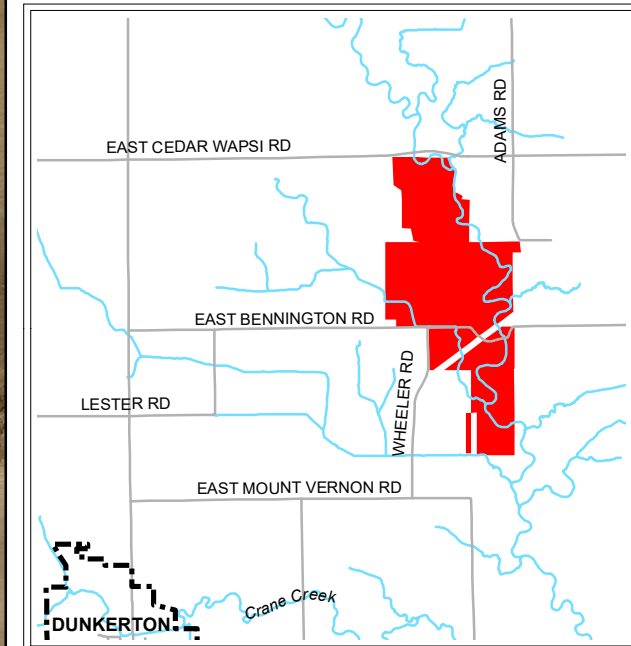 ADAMS RD
EAST CEDAR WAPSI RD
EAST BENNINGTON RD
WHEELER RD
LESTER RD
EAST MOUNT VERNON RD
Crane Creek
DUNKERTON